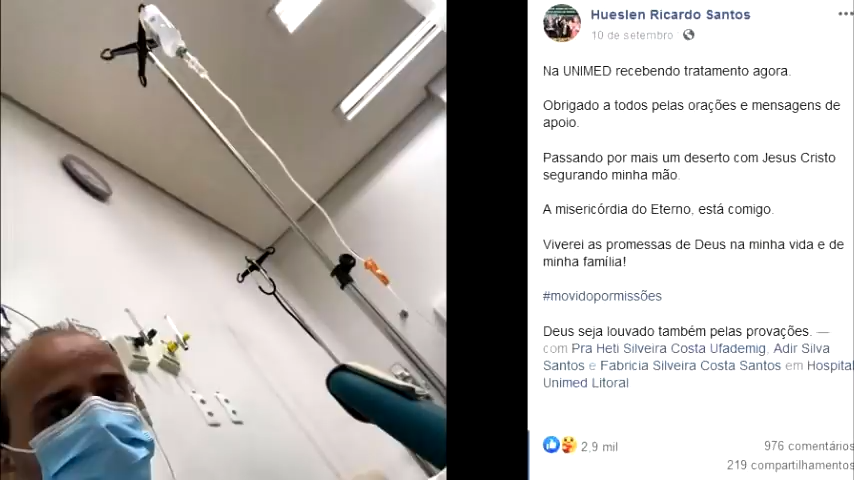 Hueslen Ricardo Santos
10 de setembro
Na UNIMED recebendo tratamento agora.
Obrigado a todos pelas orações e mensagens de
apoio.
Passando por mais um deserto com Jesus Cristo
segurando minha mão.
A misericórdia do Eterno, está comigo.
Viverei as promessas de Deus na minha vida e de
minha família!
#movidopormissões
Deus seja louvado também pelas provações. —
com Pra Heti Silveira Costa Ufademig, Adir Silva
Santos e Fabricia Silveira Costa Santos em Hospital
Unimed Litoral
2,9 mil
976 comentários
219 compartilhamentos